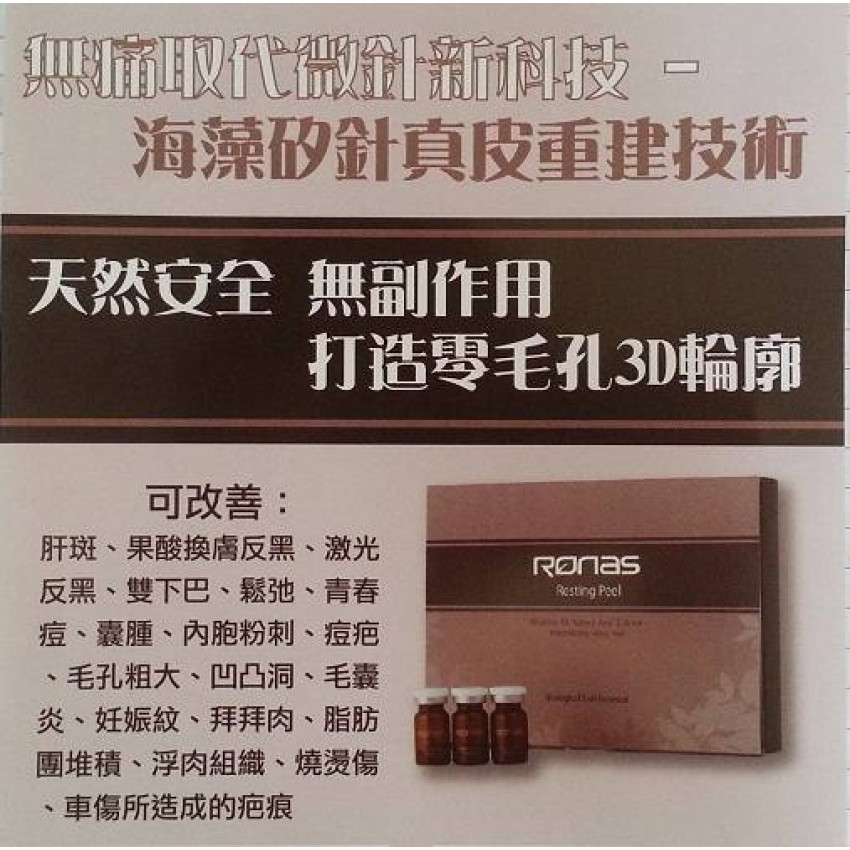 無痛取代微針新科技 -
海藻矽針真皮重建技術
天然安全 無副作用
打造零毛孔3D輪廓
可改善：
肝斑、果酸換膚反黑、激光
反黑、雙下巴、鬆弛、青春
痘、囊腫、內胞粉刺、痘疤
、毛孔粗大、凹凸洞、毛囊
炎、妊娠紋、拜拜肉、脂肪
團堆積、浮肉組織、燒燙傷
、車傷所造成的疤痕
RØNAS
Resting Peel